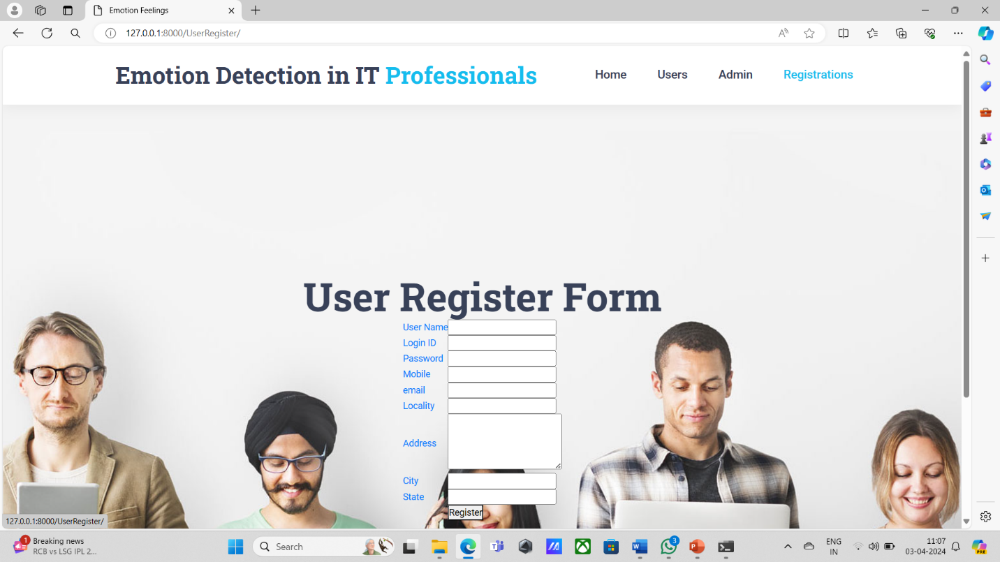 Emotion Feelings
127.0.0.1:8000/UserRegister/
Emotion Detection in IT Professionals
Home
Users
Admin
Registrations
User Register Form
User Name
Login ID
Password
Mobile
email
Locality
Address
City
State
Register
127.0.0.1:8000/UserRegister/
1
Breaking news
RCB vs LSG IPL 2...
Search
3
ENG
IN
11:07
03-04-2024
PRE